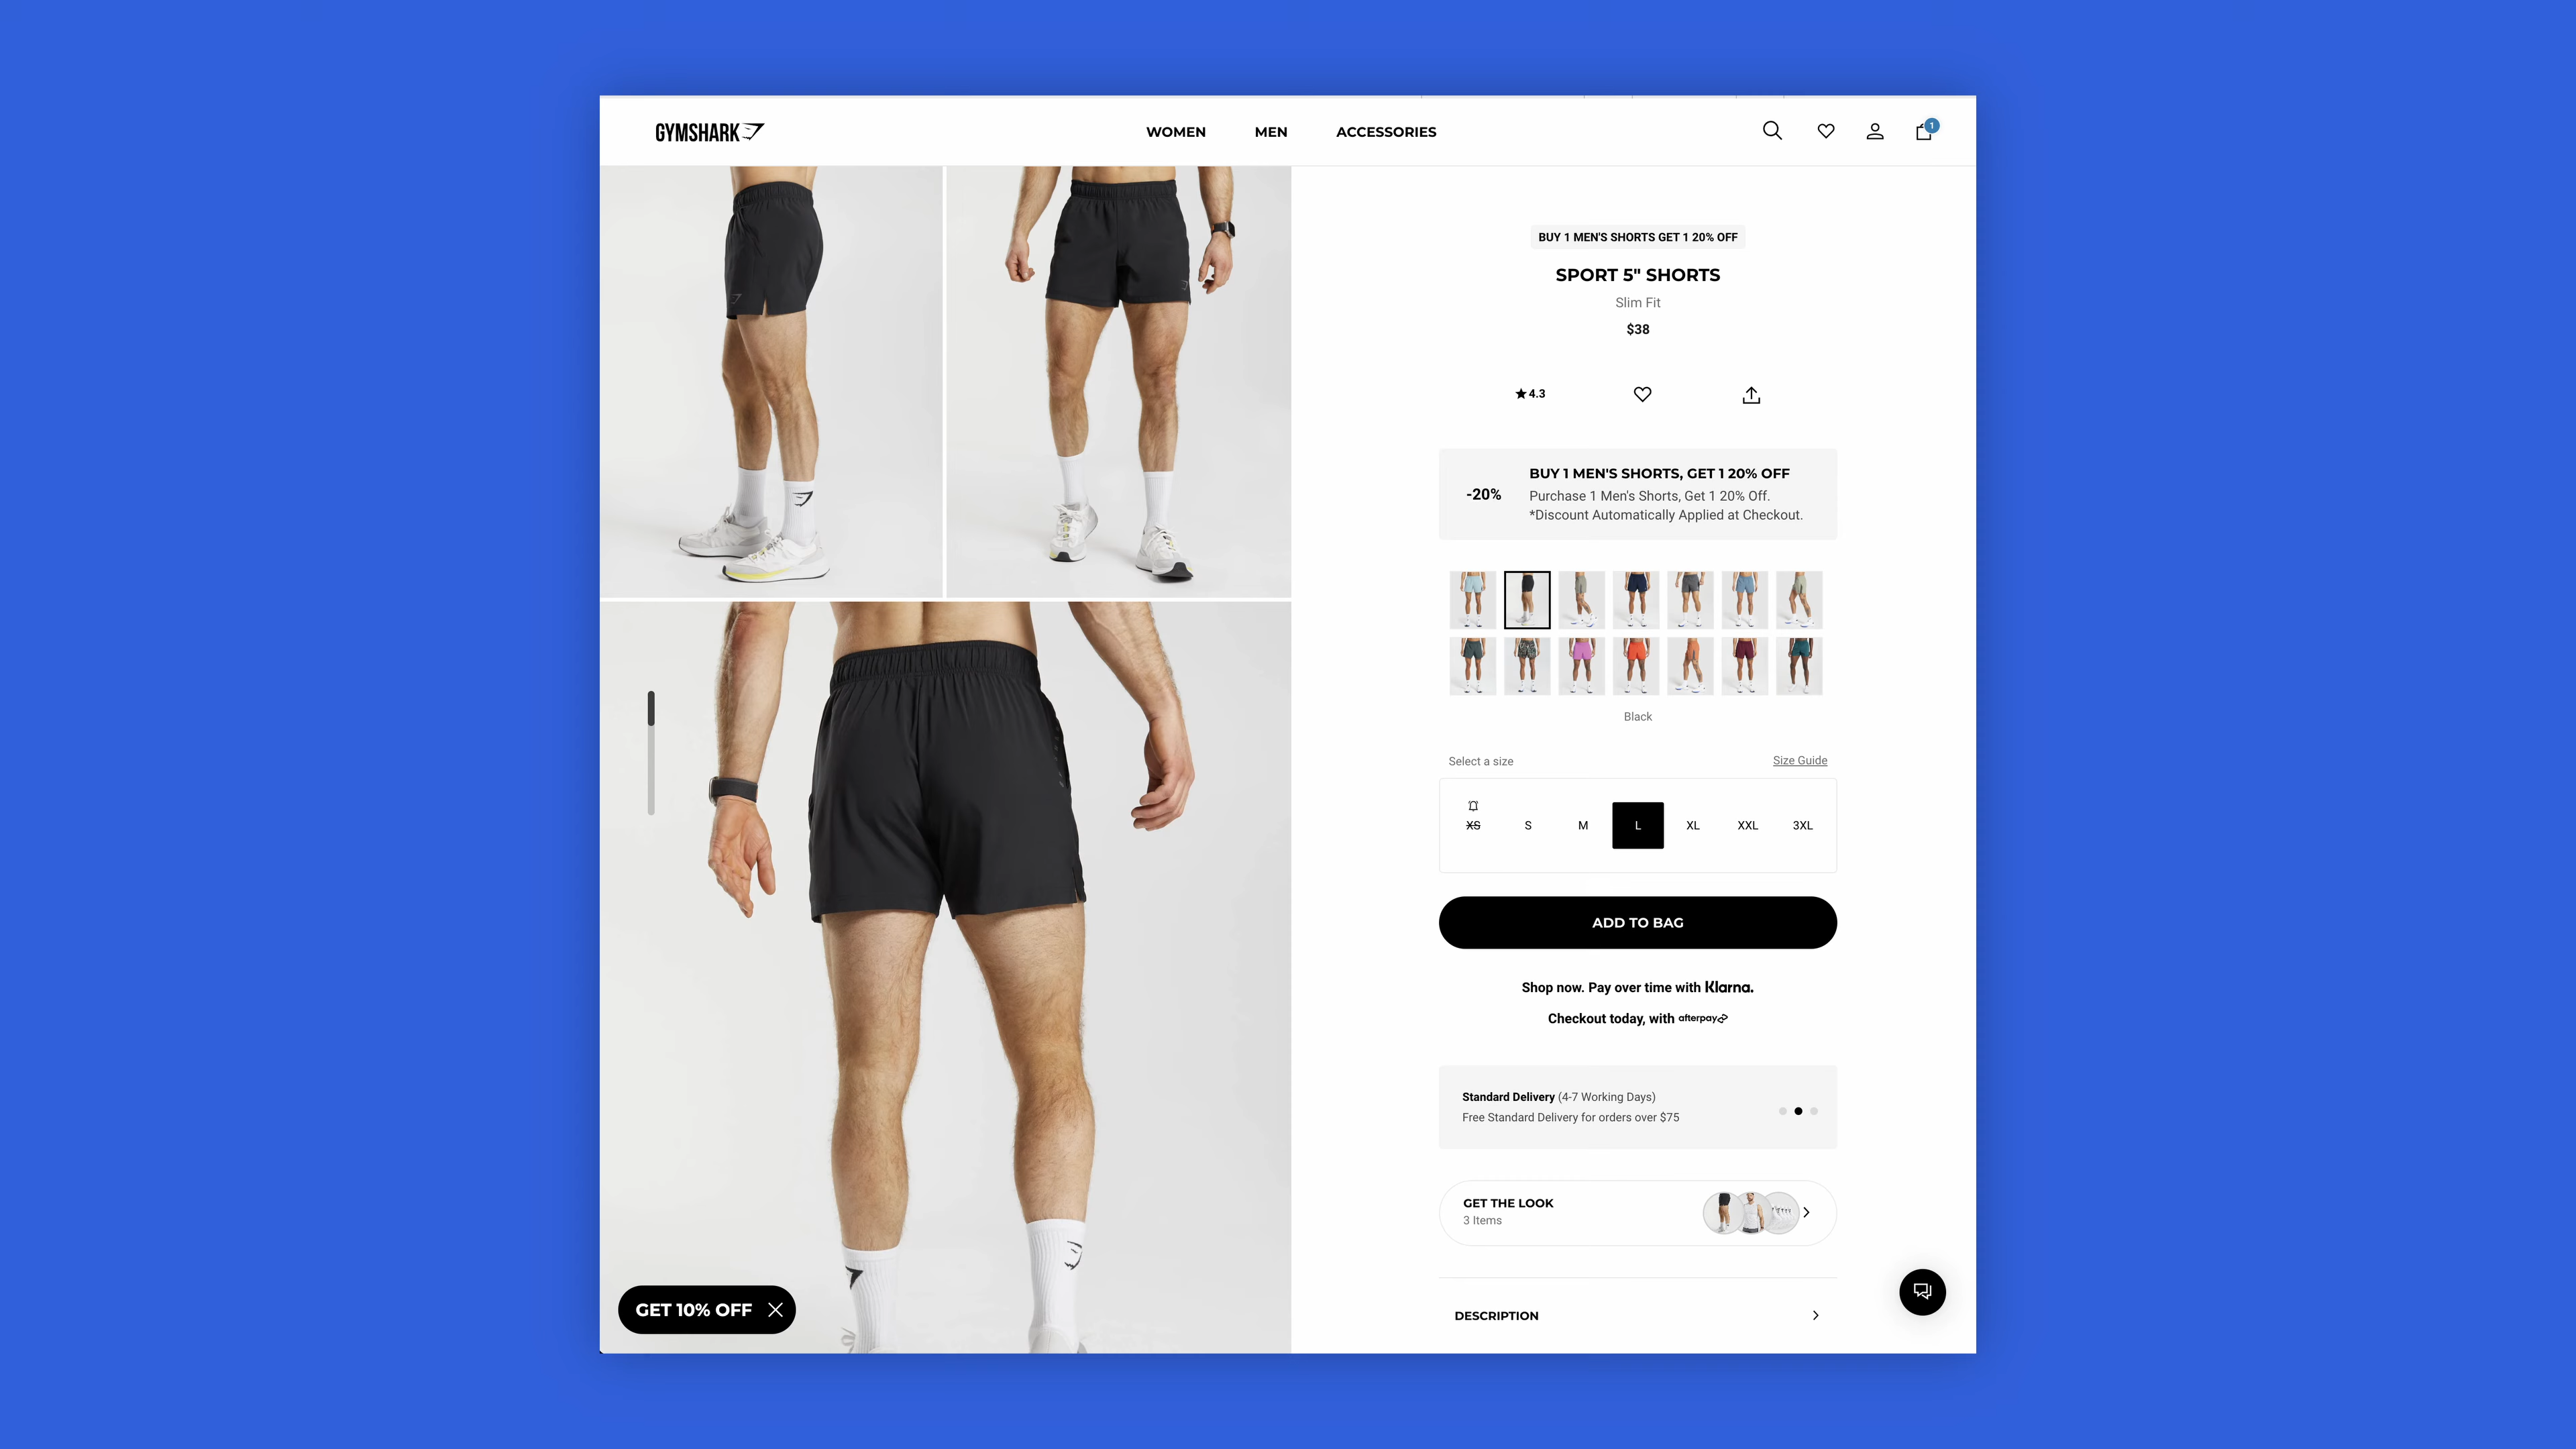 GYMSHARK
WOMEN
MEN
ACCESSORIES
1
BUY 1 MEN'S SHORTS GET 1 20% OFF
SPORT 5" SHORTS
Slim Fit
$38
4.3
-20%
BUY 1 MEN'S SHORTS, GET 1 20% OFF
Purchase 1 Men's Shorts, Get 1 20% Off.
*Discount Automatically Applied at Checkout.
Black
Select a size
Size Guide
XS
S
M
L
XL
XXL
3XL
ADD TO BAG
Shop now. Pay over time with Klarna.
Checkout today, with afterpay
Standard Delivery (4-7 Working Days)
Free Standard Delivery for orders over $75
GET THE LOOK
3 Items
DESCRIPTION
GET 10% OFF